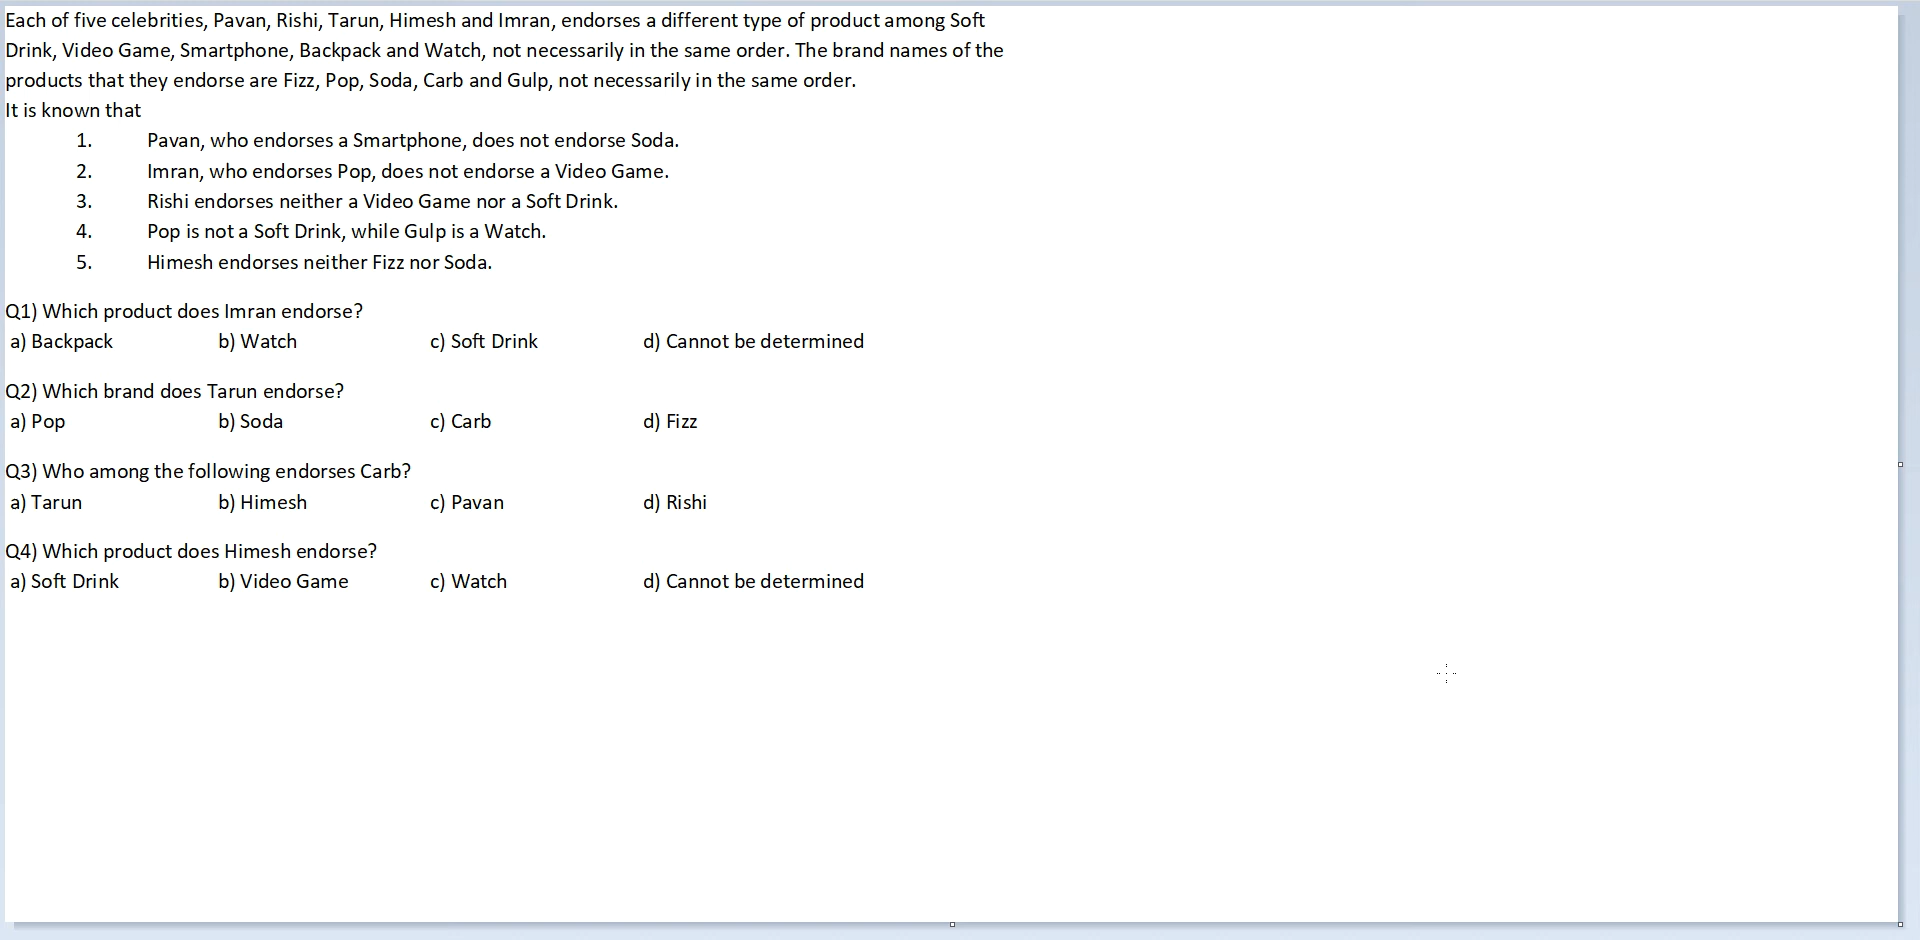 Each of five celebrities, Pavan, Rishi, Tarun, Himesh and Imran, endorses a different type of product among Soft
Drink, Video Game, Smartphone, Backpack and Watch, not necessarily in the same order. The brand names of the
products that they endorse are Fizz, Pop, Soda, Carb and Gulp, not necessarily in the same order.
It is known that
1. Pavan, who endorses a Smartphone, does not endorse Soda.
2. Imran, who endorses Pop, does not endorse a Video Game.
3. Rishi endorses neither a Video Game nor a Soft Drink.
4. Pop is not a Soft Drink, while Gulp is a Watch.
5. Himesh endorses neither Fizz nor Soda.
Q1) Which product does Imran endorse?
a) Backpack b) Watch c) Soft Drink d) Cannot be determined
Q2) Which brand does Tarun endorse?
a) Pop b) Soda c) Carb d) Fizz
Q3) Who among the following endorses Carb?
a) Tarun b) Himesh c) Pavan d) Rishi
Q4) Which product does Himesh endorse?
a) Soft Drink b) Video Game c) Watch d) Cannot be determined